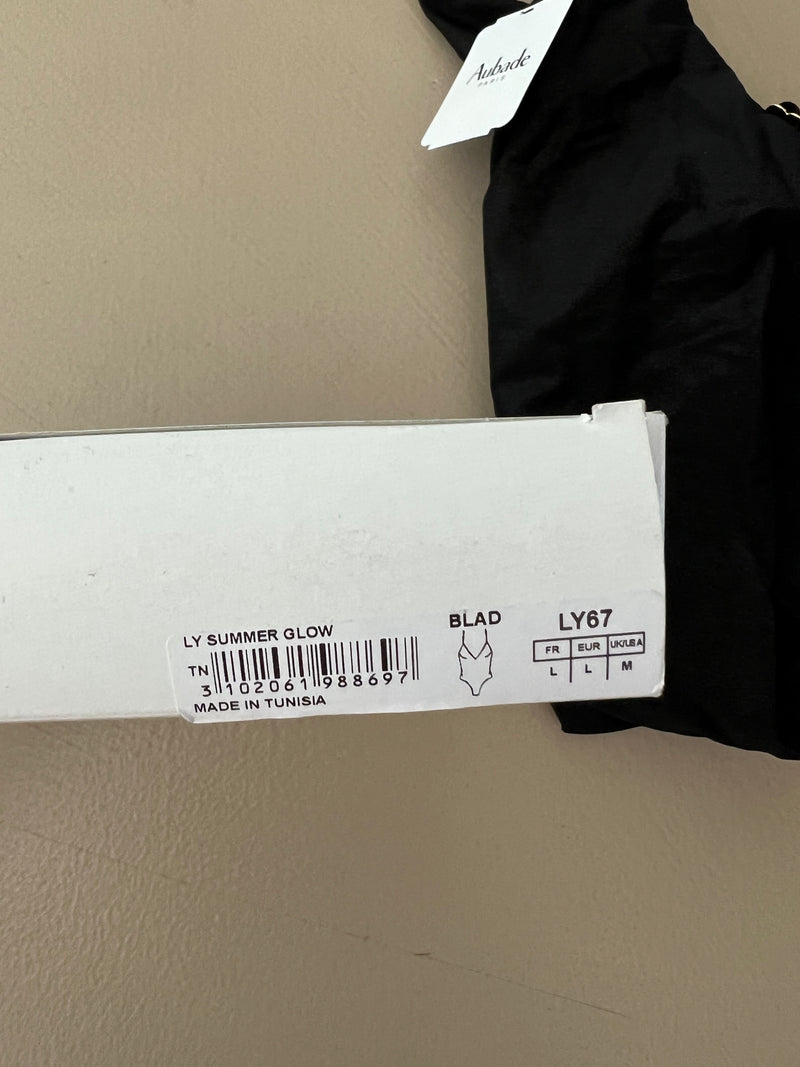 Aubade
PARIS
LY SUMMER GLOW
BLAD
LY67
FR EUR UK/USA
L L M
TN
3 102061 988697
MADE IN TUNISIA